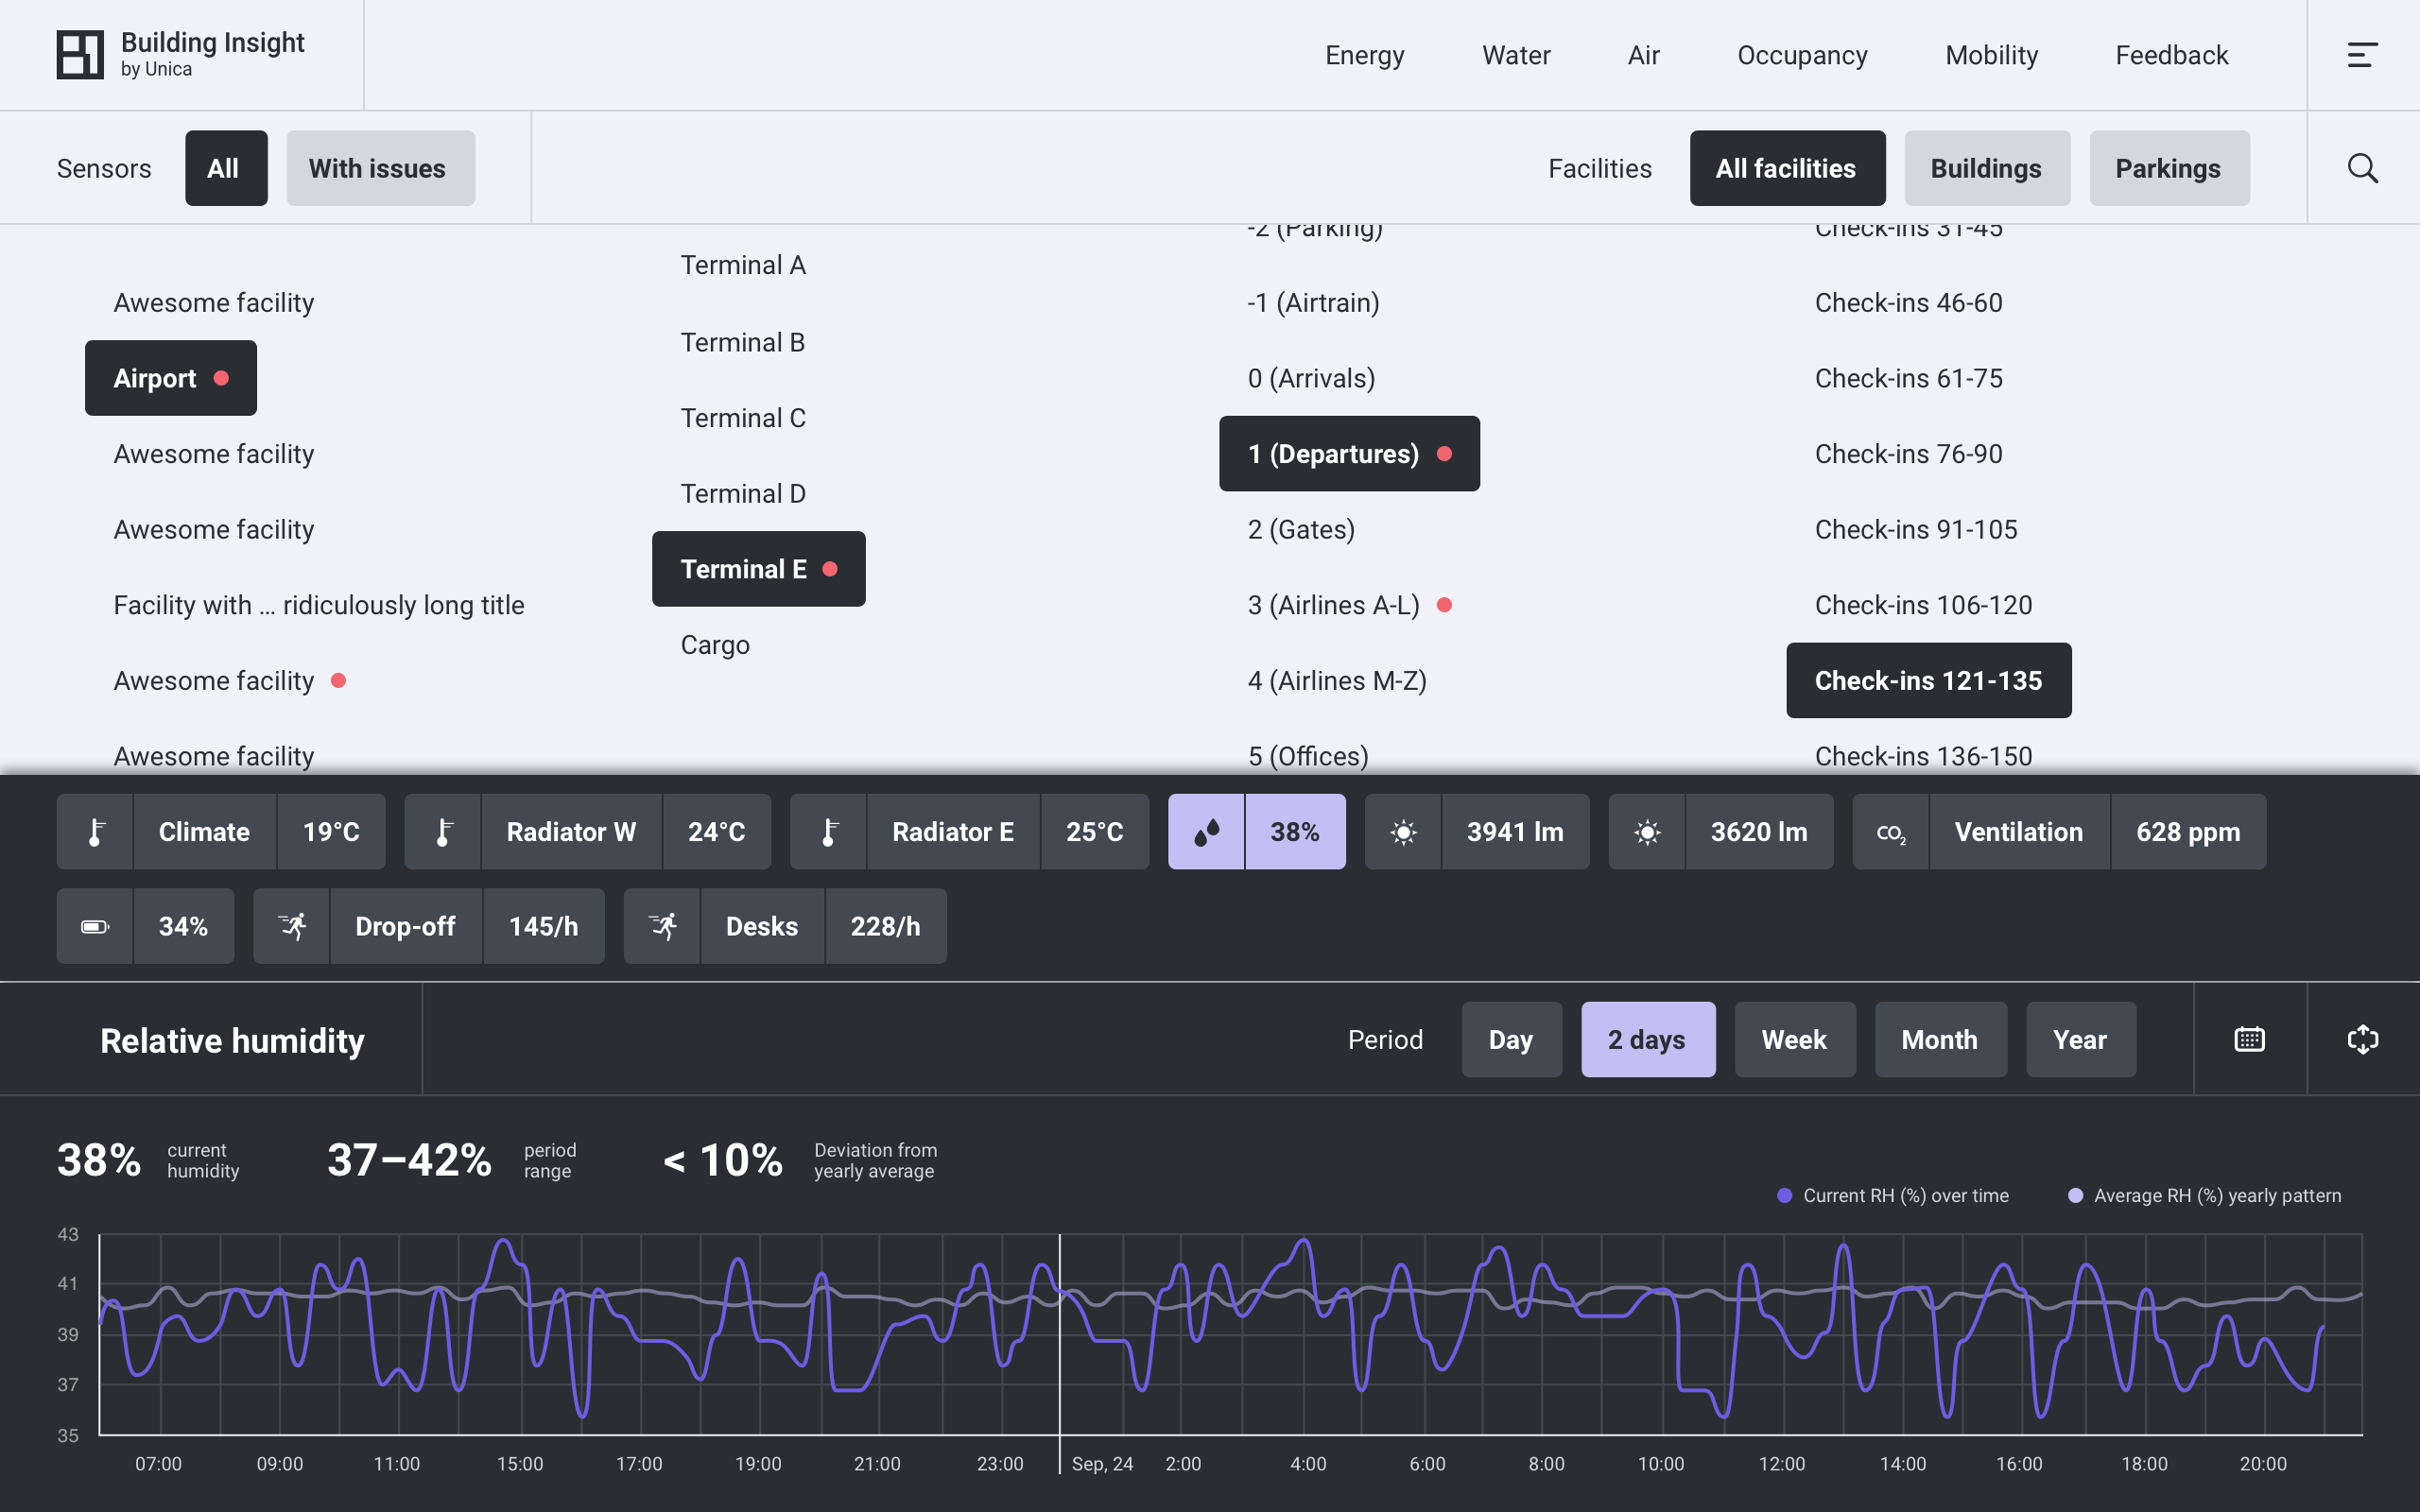 Building Insight
by Unica
Energy Water Air Occupancy Mobility Feedback
Sensors All With issues
Facilities All facilities Buildings Parkings
Awesome facility
Airport
Awesome facility
Awesome facility
Facility with ... ridiculously long title
Awesome facility
Awesome facility
Terminal A
Terminal B
Terminal C
Terminal D
Terminal E
Cargo
-2 (Parking)
-1 (Airtrain)
0 (Arrivals)
1 (Departures)
2 (Gates)
3 (Airlines A-L)
4 (Airlines M-Z)
5 (Offices)
Check-ins 31-45
Check-ins 46-60
Check-ins 61-75
Check-ins 76-90
Check-ins 91-105
Check-ins 106-120
Check-ins 121-135
Check-ins 136-150
Climate 19°C Radiator W 24°C Radiator E 25°C 38% 3941 lm 3620 lm CO₂ Ventilation 628 ppm
34% Drop-off 145/h Desks 228/h
Relative humidity
Period Day 2 days Week Month Year
38% current
humidity
37–42% period
range
< 10% Deviation from
yearly average
Current RH (%) over time Average RH (%) yearly pattern
43
41
39
37
35
07:00 09:00 11:00 15:00 17:00 19:00 21:00 23:00 Sep, 24 2:00 4:00 6:00 8:00 10:00 12:00 14:00 16:00 18:00 20:00